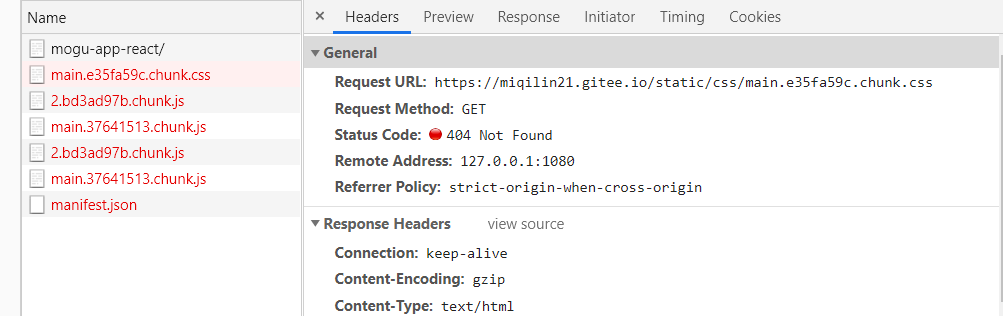 Name
mogu-app-react/
main.e35fa59c.chunk.css
2.bd3ad97b.chunk.js
main.37641513.chunk.js
2.bd3ad97b.chunk.js
main.37641513.chunk.js
manifest.json
× Headers Preview Response Initiator Timing Cookies
▼ General
Request URL: https://miqilin21.gitee.io/static/css/main.e35fa59c.chunk.css
Request Method: GET
Status Code: 404 Not Found
Remote Address: 127.0.0.1:1080
Referrer Policy: strict-origin-when-cross-origin
▼ Response Headers view source
Connection: keep-alive
Content-Encoding: gzip
Content-Type: text/html